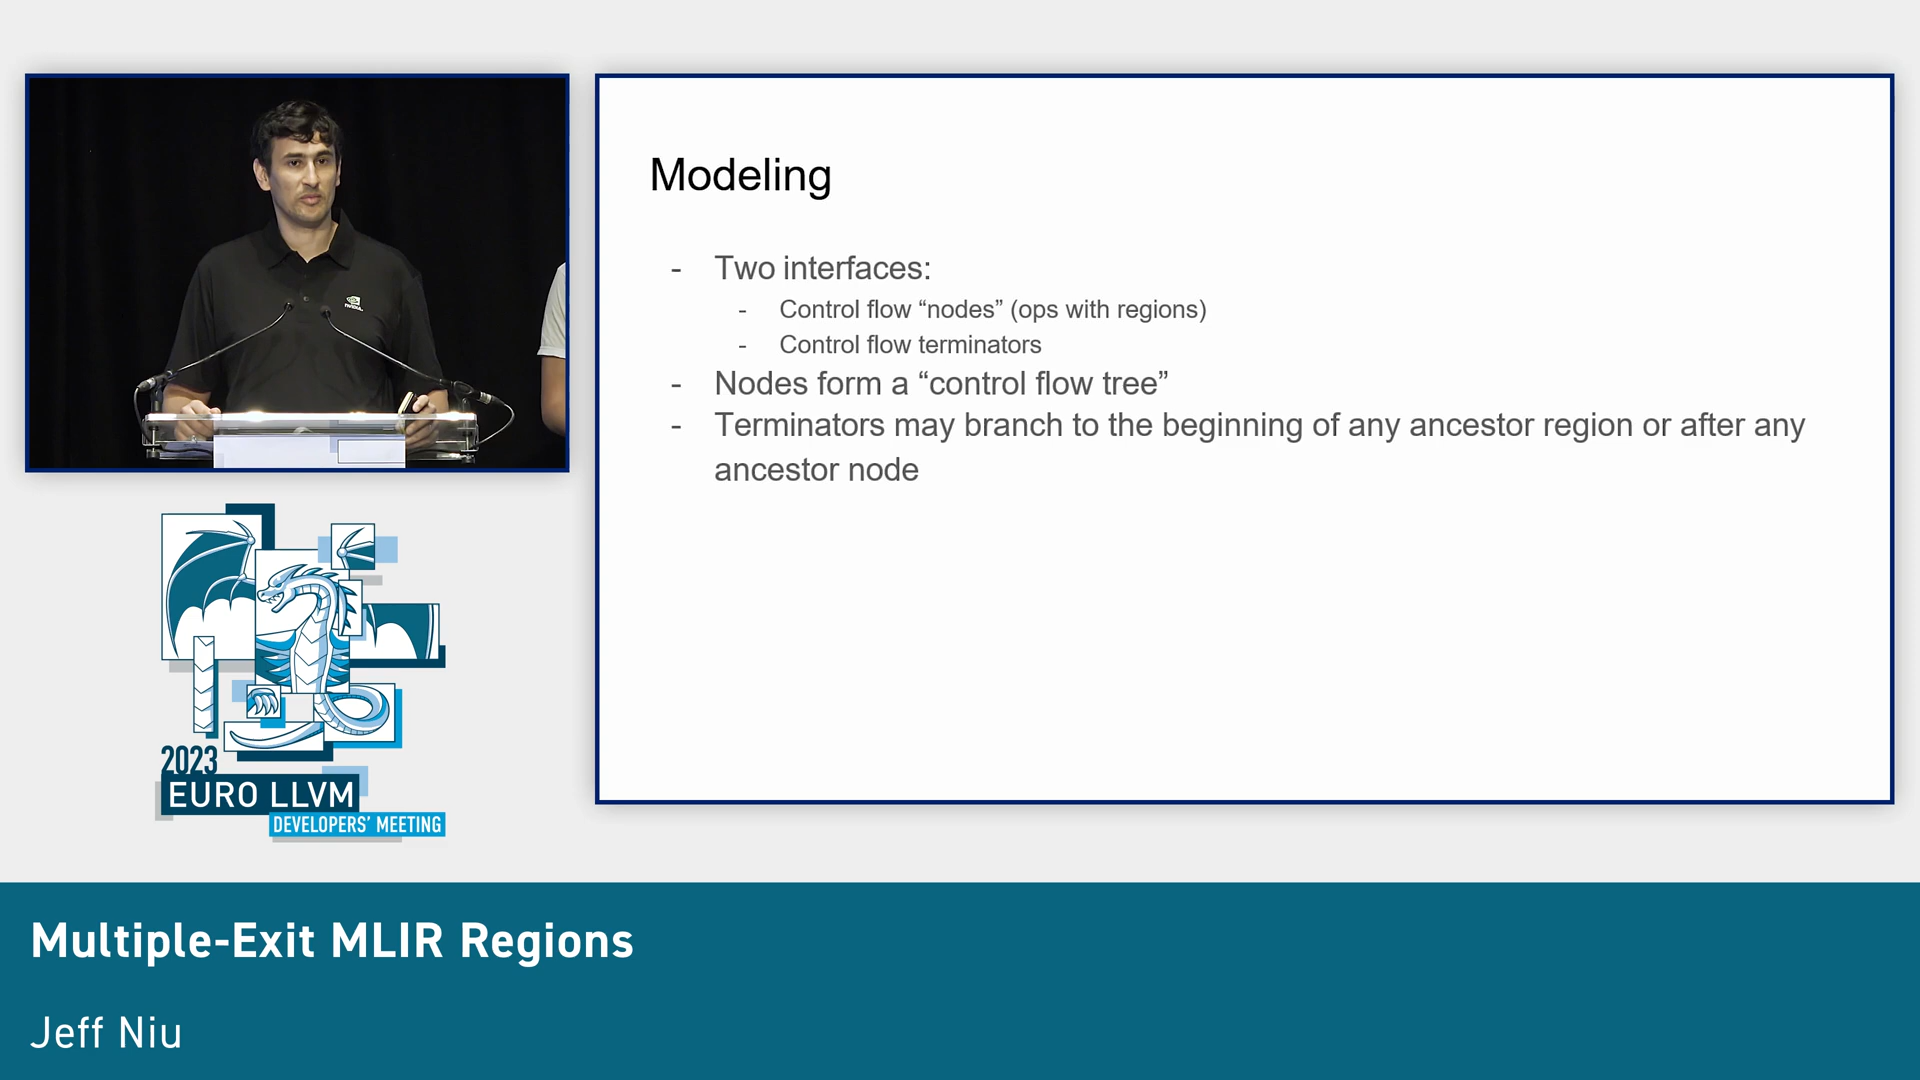 Modeling
- Two interfaces:
- Control flow “nodes” (ops with regions)
- Control flow terminators
- Nodes form a “control flow tree”
- Terminators may branch to the beginning of any ancestor region or after any
ancestor node
NVIDIA.
2023
EURO LLVM
DEVELOPERS’ MEETING
Multiple-Exit MLIR Regions
Jeff Niu